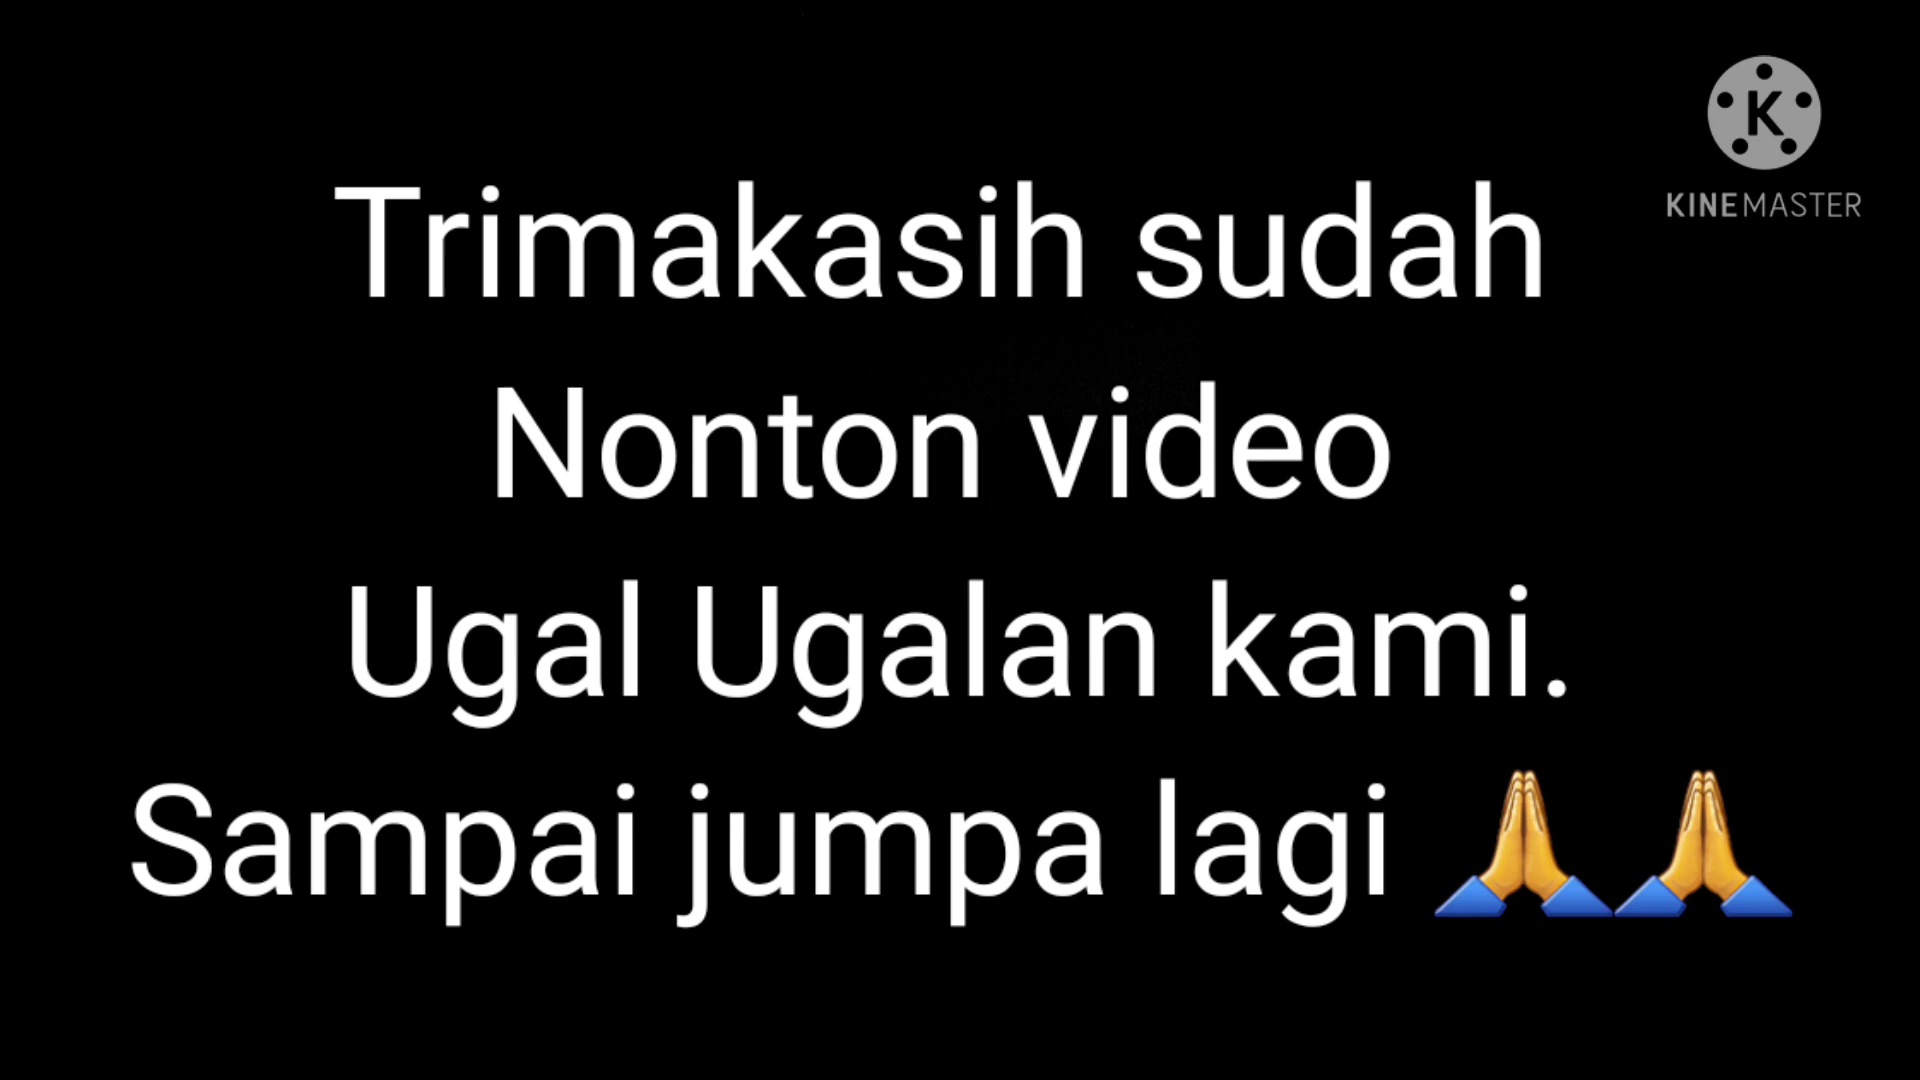 K
KINEMASTER
Trimakasih sudah
Nonton video
Ugal Ugalan kami.
Sampai jumpa lagi 🙏🙏